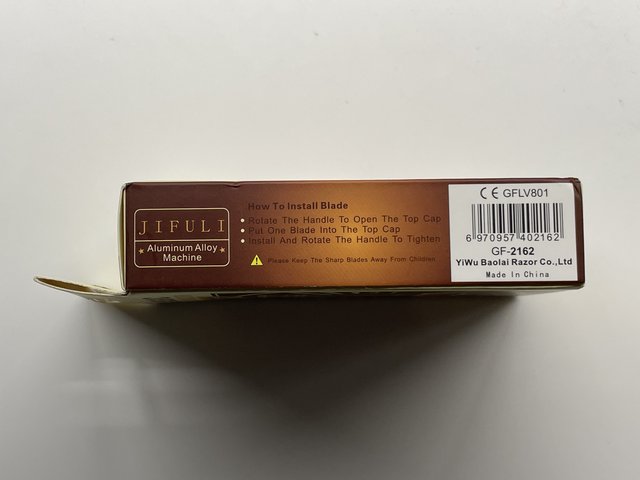 JIFULI
★ Aluminum Alloy ★
Machine
How To Install Blade
• Rotate The Handle To Open The Top Cap
• Put One Blade Into The Top Cap
• Install And Rotate The Handle To Tighten
Please Keep The Sharp Blades Away From Children
CE GFLV801
6 970957 402162
GF-2162
YiWu Baolai Razor Co.,Ltd
Made In China